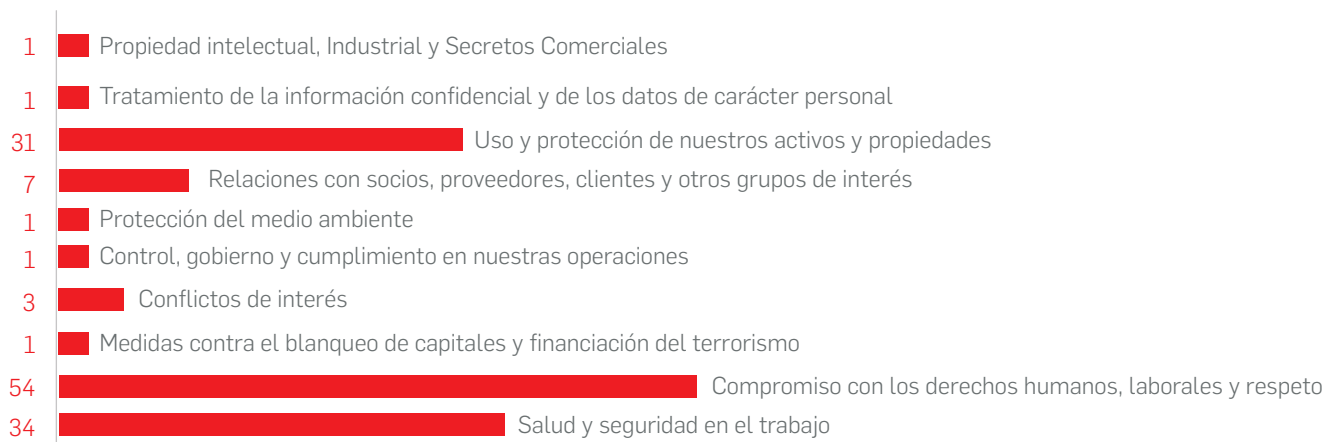 1 Propiedad intelectual, Industrial y Secretos Comerciales
1 Tratamiento de la información confidencial y de los datos de carácter personal
31 Uso y protección de nuestros activos y propiedades
7 Relaciones con socios, proveedores, clientes y otros grupos de interés
1 Protección del medio ambiente
1 Control, gobierno y cumplimiento en nuestras operaciones
3 Conflictos de interés
1 Medidas contra el blanqueo de capitales y financiación del terrorismo
54 Compromiso con los derechos humanos, laborales y respeto
34 Salud y seguridad en el trabajo